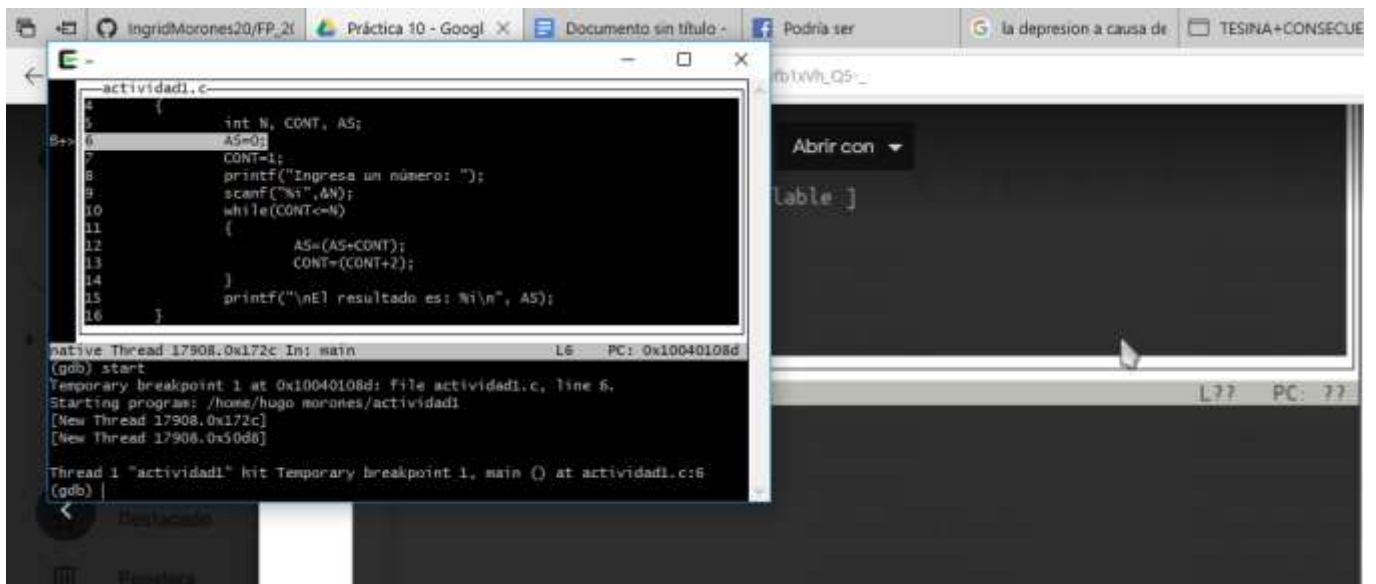 IngridMorones20/FP_20
Práctica 10 - Googl
Documento sin título -
Podría ser
la depresion a causa de
TESINA+CONSECUE
actividad1.c
4 {
5 int N, CONT, AS;
B+> 6 AS=0;
7 CONT=1;
8 printf("Ingresa un número: ");
9 scanf("%i",&N);
10 while(CONT<=N)
11 {
12 AS=(AS+CONT);
13 CONT=(CONT+2);
14 }
15 printf("\nEl resultado es: %i\n", AS);
16 }
native Thread 17908.0x172c In: main L6 PC: 0x10040108d
(gdb) start
Temporary breakpoint 1 at 0x10040108d: file actividad1.c, line 6.
Starting program: /home/hugo morones/actividad1
[New Thread 17908.0x172c]
[New Thread 17908.0x50d8]
Thread 1 "actividad1" hit Temporary breakpoint 1, main () at actividad1.c:6
(gdb)
Abrir con
lable ]
L?? PC: ??
Destacado
Papelera